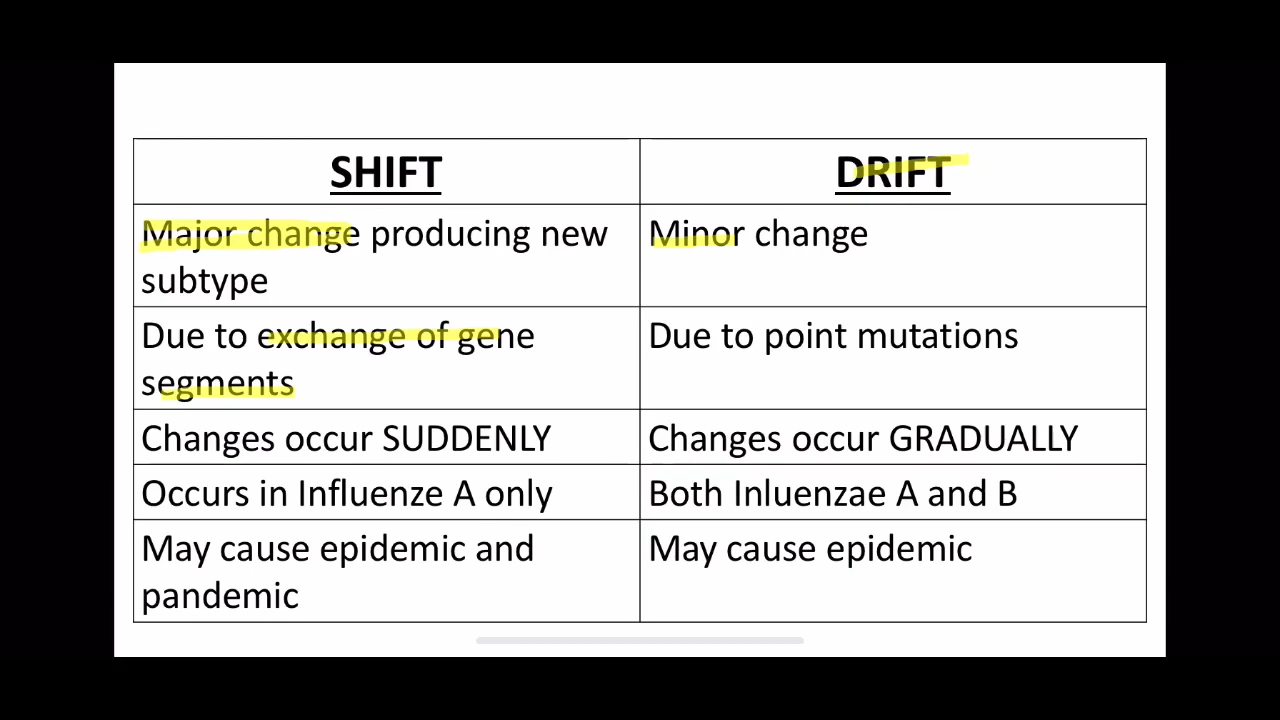 SHIFT
DRIFT
Major change producing new
subtype
Minor change
Due to exchange of gene
segments
Due to point mutations
Changes occur SUDDENLY
Changes occur GRADUALLY
Occurs in Influenze A only
Both Inluenzae A and B
May cause epidemic and
pandemic
May cause epidemic